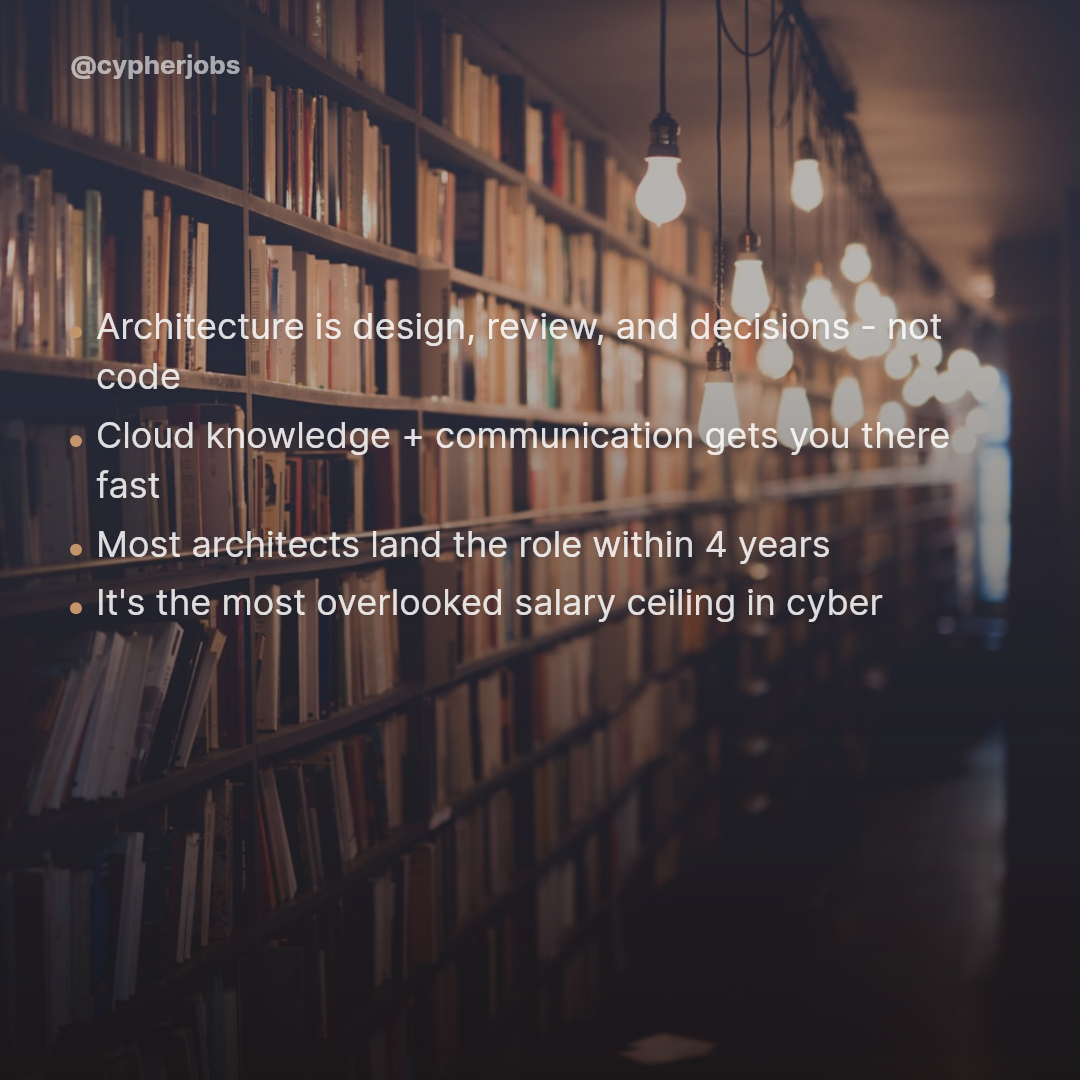 @cypherjobs
Architecture is design, review, and decisions - not
code
Cloud knowledge + communication gets you there
fast
Most architects land the role within 4 years
It's the most overlooked salary ceiling in cyber